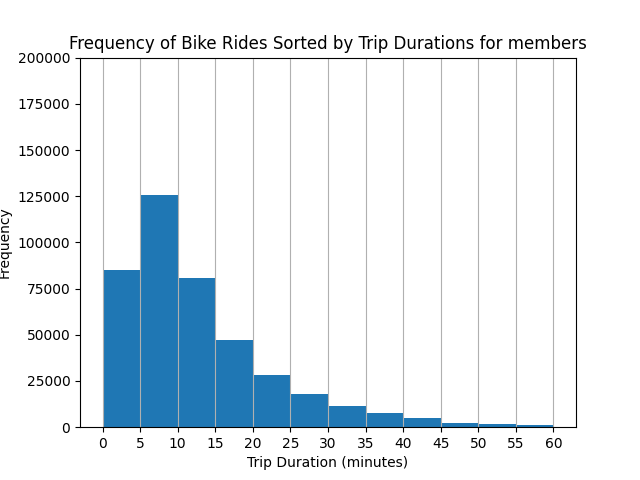 Frequency of Bike Rides Sorted by Trip Durations for members
200000
175000
150000
125000
100000
75000
50000
25000
0
Frequency
0 5 10 15 20 25 30 35 40 45 50 55 60
Trip Duration (minutes)